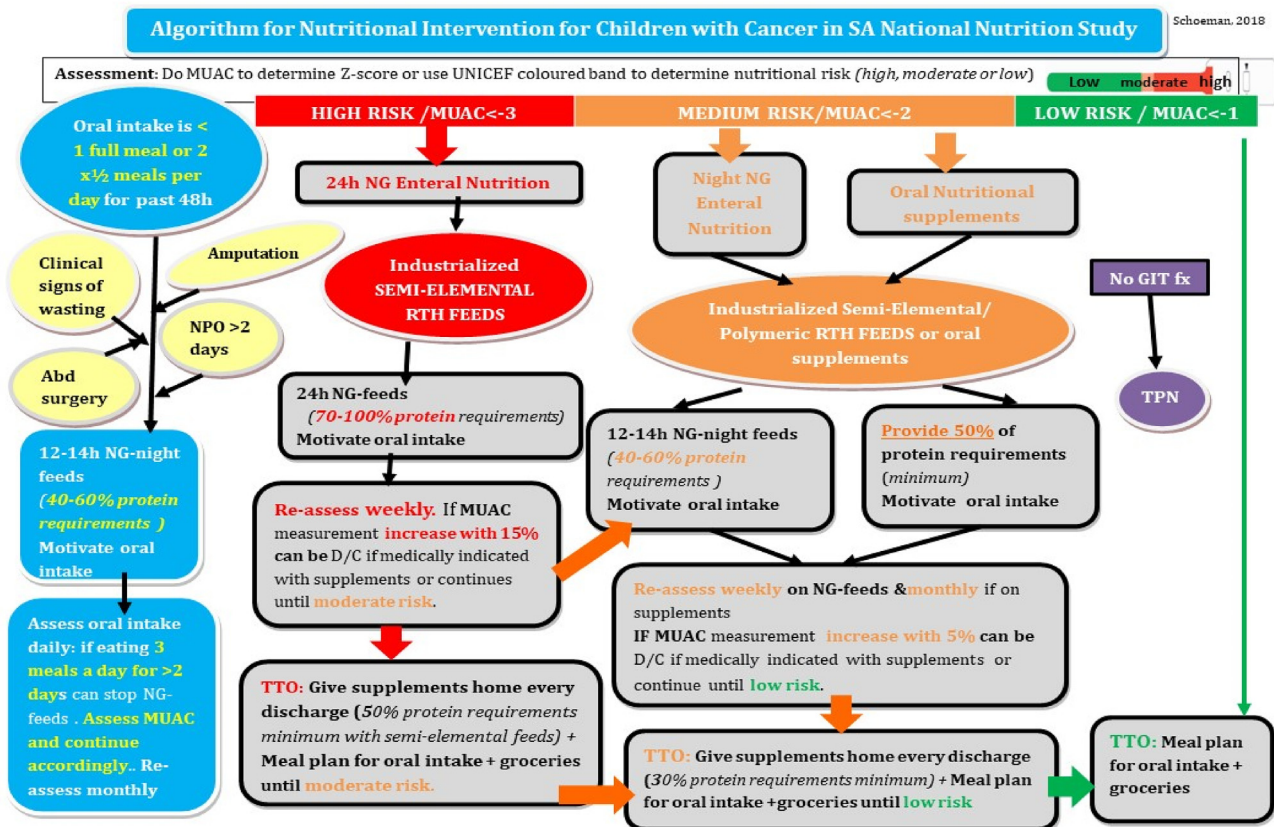 Algorithm for Nutritional Intervention for Children with Cancer in SA National Nutrition Study
Schoeman, 2018
Assessment: Do MUAC to determine Z-score or use UNICEF coloured band to determine nutritional risk (high, moderate or low)
Low moderate high
HIGH RISK /MUAC<-3
MEDIUM RISK/MUAC<-2
LOW RISK / MUAC<-1
Oral intake is <
1 full meal or 2
x½ meals per
day for past 48h
Clinical
signs of
wasting
Amputation
NPO >2
days
Abd
surgery
12-14h NG-night
feeds
(40-60% protein
requirements )
Motivate oral
intake
Assess oral intake
daily: if eating 3
meals a day for >2
days can stop NG-
feeds . Assess MUAC
and continue
accordingly.. Re-
assess monthly
24h NG Enteral Nutrition
Industrialized
SEMI-ELEMENTAL
RTH FEEDS
24h NG-feeds
(70-100% protein requirements)
Motivate oral intake
Re-assess weekly. If MUAC
measurement increase with 15%
can be D/C if medically indicated
with supplements or continues
until moderate risk.
TTO: Give supplements home every
discharge (50% protein requirements
minimum with semi-elemental feeds) +
Meal plan for oral intake + groceries
until moderate risk.
Night NG
Enteral
Nutrition
Oral Nutritional
supplements
Industrialized Semi-Elemental/
Polymeric RTH FEEDS or oral
supplements
12-14h NG-night feeds
(40-60% protein
requirements )
Motivate oral intake
Provide 50% of
protein requirements
(minimum)
Motivate oral intake
Re-assess weekly on NG-feeds &monthly if on
supplements
IF MUAC measurement increase with 5% can be
D/C if medically indicated with supplements or
continue until low risk.
TTO: Give supplements home every discharge
(30% protein requirements minimum) + Meal plan
for oral intake +groceries until low risk
No GIT fx
TPN
TTO: Meal plan
for oral intake +
groceries